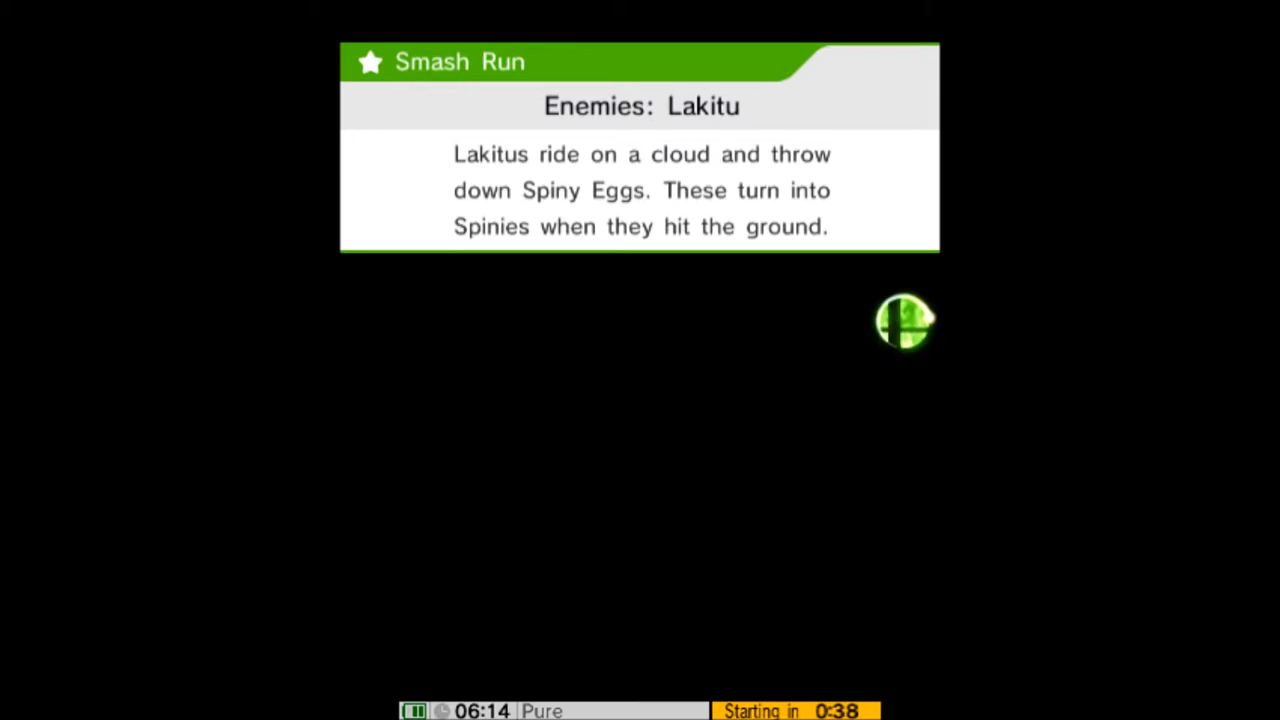 Smash Run
Enemies: Lakitu
Lakitus ride on a cloud and throw
down Spiny Eggs. These turn into
Spinies when they hit the ground.
06:14 Pure Starting in 0:38